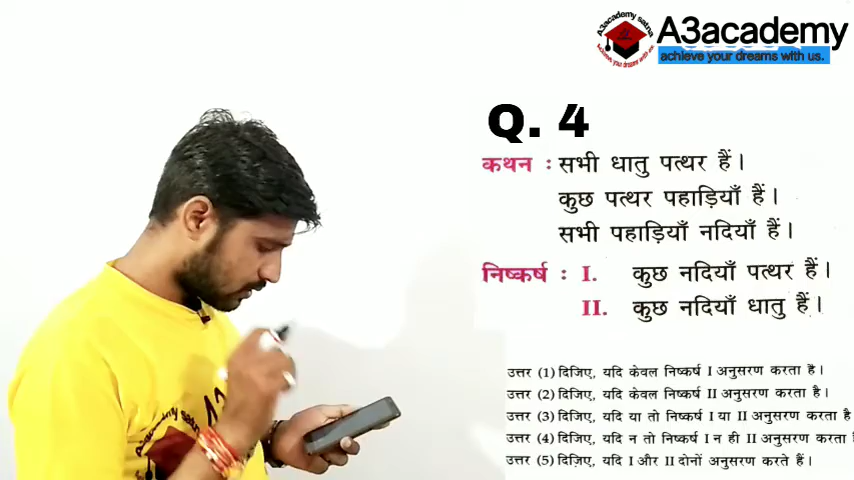 A3academy satna
A3academy
achieve your dreams with us.
Q. 4
कथन : सभी धातु पत्थर हैं।
कुछ पत्थर पहाड़ियाँ हैं।
सभी पहाड़ियाँ नदियाँ हैं।
निष्कर्ष : I. कुछ नदियाँ पत्थर हैं।
II. कुछ नदियाँ धातु हैं।
उत्तर (1) दिजिए, यदि केवल निष्कर्ष I अनुसरण करता है।
उत्तर (2) दिजिए, यदि केवल निष्कर्ष II अनुसरण करता है।
उत्तर (3) दिजिए, यदि या तो निष्कर्ष I या II अनुसरण करता है
उत्तर (4) दिजिए, यदि न तो निष्कर्ष I न ही II अनुसरण करता
उत्तर (5) दिज़िए, यदि I और II दोनों अनुसरण करते हैं।